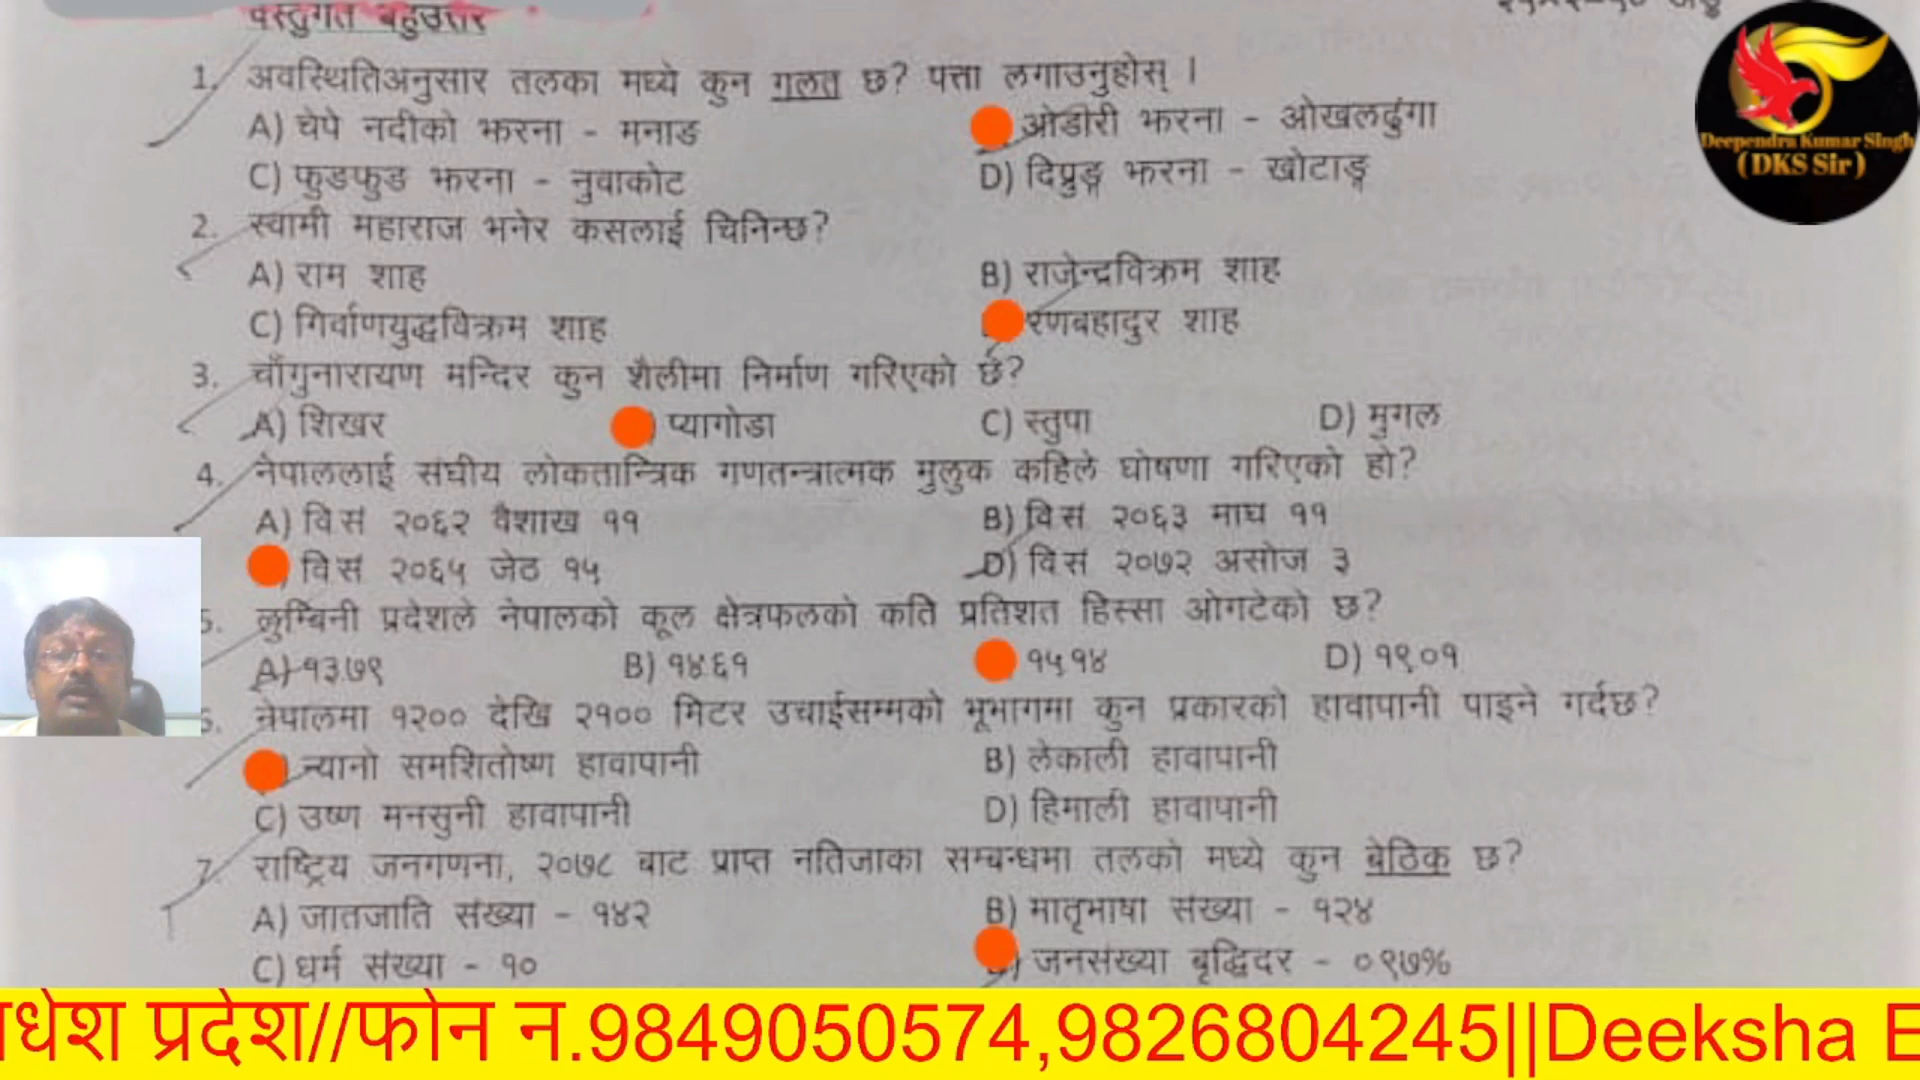 वस्तुगत बहुउत्तर
1. अवस्थितिअनुसार तलका मध्ये कुन गलत छ? पत्ता लगाउनुहोस् ।
A) चेपे नदीको झरना - मनाङ ओडारी झरना - ओखलढुंगा
C) फुडफुड झरना - नुवाकोट D) दिप्रुङ्ग झरना - खोटाङ्ग
2. स्वामी महाराज भनेर कसलाई चिनिन्छ?
A) राम शाह B) राजेन्द्रविक्रम शाह
C) गिर्वाणयुद्धविक्रम शाह रणबहादुर शाह
3. चाँगुनारायण मन्दिर कुन शैलीमा निर्माण गरिएको छ?
A) शिखर ) प्यागोडा C) स्तुपा D) मुगल
4. नेपाललाई संघीय लोकतान्त्रिक गणतन्त्रात्मक मुलुक कहिले घोषणा गरिएको हो?
A) विसं २०६२ वैशाख ११ B) विसं २०६३ माघ ११
) विसं २०६५ जेठ १५ D) विसं २०७२ असोज ३
5. लुम्बिनी प्रदेशले नेपालको कूल क्षेत्रफलको कति प्रतिशत हिस्सा ओगटेको छ?
A) १३.७९ B) १४.६१ १५.१४ D) १९.०१
6. नेपालमा १२०० देखि २१०० मिटर उचाईसम्मको भूभागमा कुन प्रकारको हावापानी पाइने गर्दछ?
) न्यानो समशितोष्ण हावापानी B) लेकाली हावापानी
C) उष्ण मनसुनी हावापानी D) हिमाली हावापानी
7. राष्ट्रिय जनगणना, २०७८ बाट प्राप्त नतिजाका सम्बन्धमा तलको मध्ये कुन बेठिक छ?
A) जातजाति संख्या - १४२ B) मातृभाषा संख्या - १२४
C) धर्म संख्या - १० ) जनसंख्या बृद्धिदर - ०.९७%
Deependra Kumar Singh
(DKS Sir)
धेश प्रदेश//फोन न.9849050574,9826804245||Deeksha E